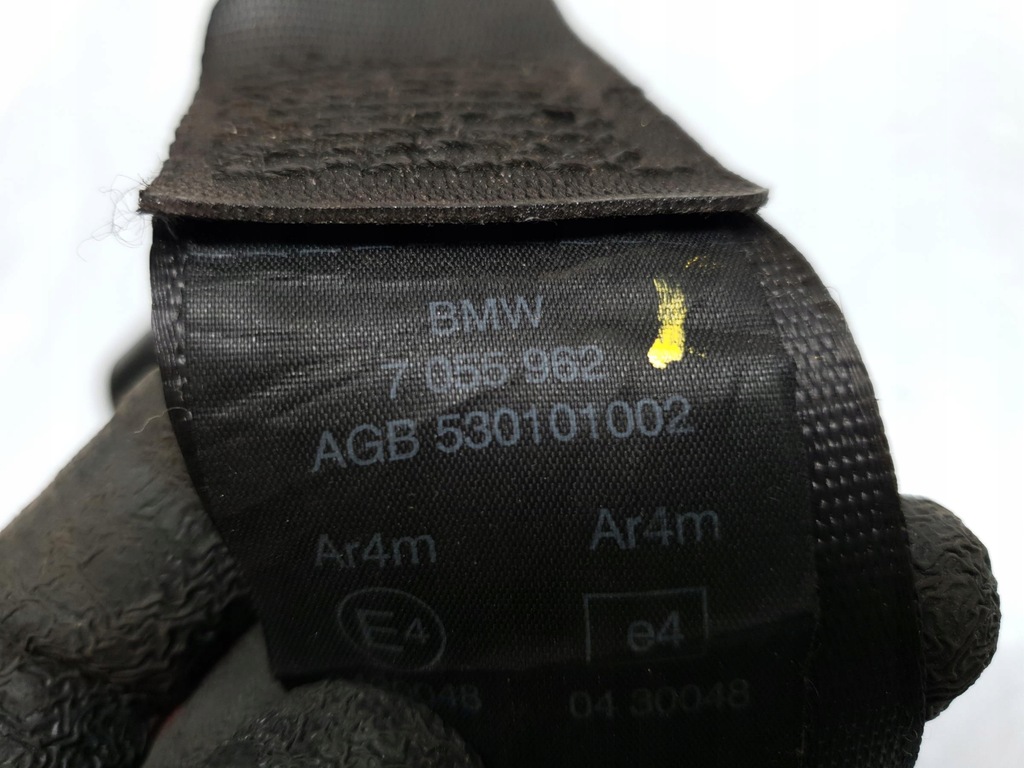 BMW
7 055 962
AGB 530101002
Ar4m Ar4m
E4 e4
04 30048